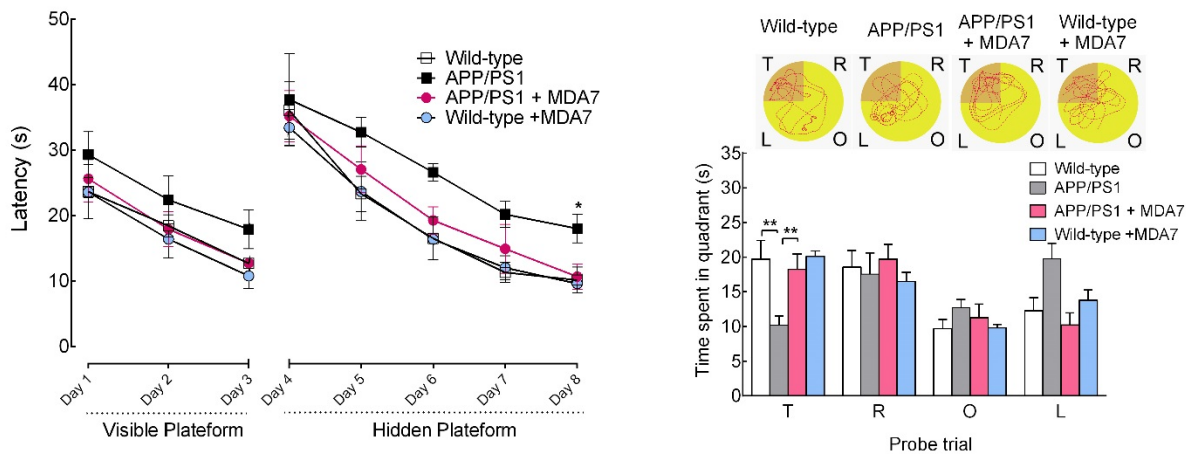 50
40
30
20
10
0
Latency (s)
Wild-type
APP/PS1
APP/PS1 + MDA7
Wild-type +MDA7
*
Day 1
Day 2
Day 3
Day 4
Day 5
Day 6
Day 7
Day 8
Visible Plateform
Hidden Plateform
Wild-type
APP/PS1
APP/PS1
+ MDA7
Wild-type
+ MDA7
T R
L O
T R
L O
T R
L O
T R
L O
35
30
25
20
15
10
5
0
Time spent in quadrant (s)
Wild-type
APP/PS1
APP/PS1 + MDA7
Wild-type +MDA7
**
**
T
R
O
L
Probe trial